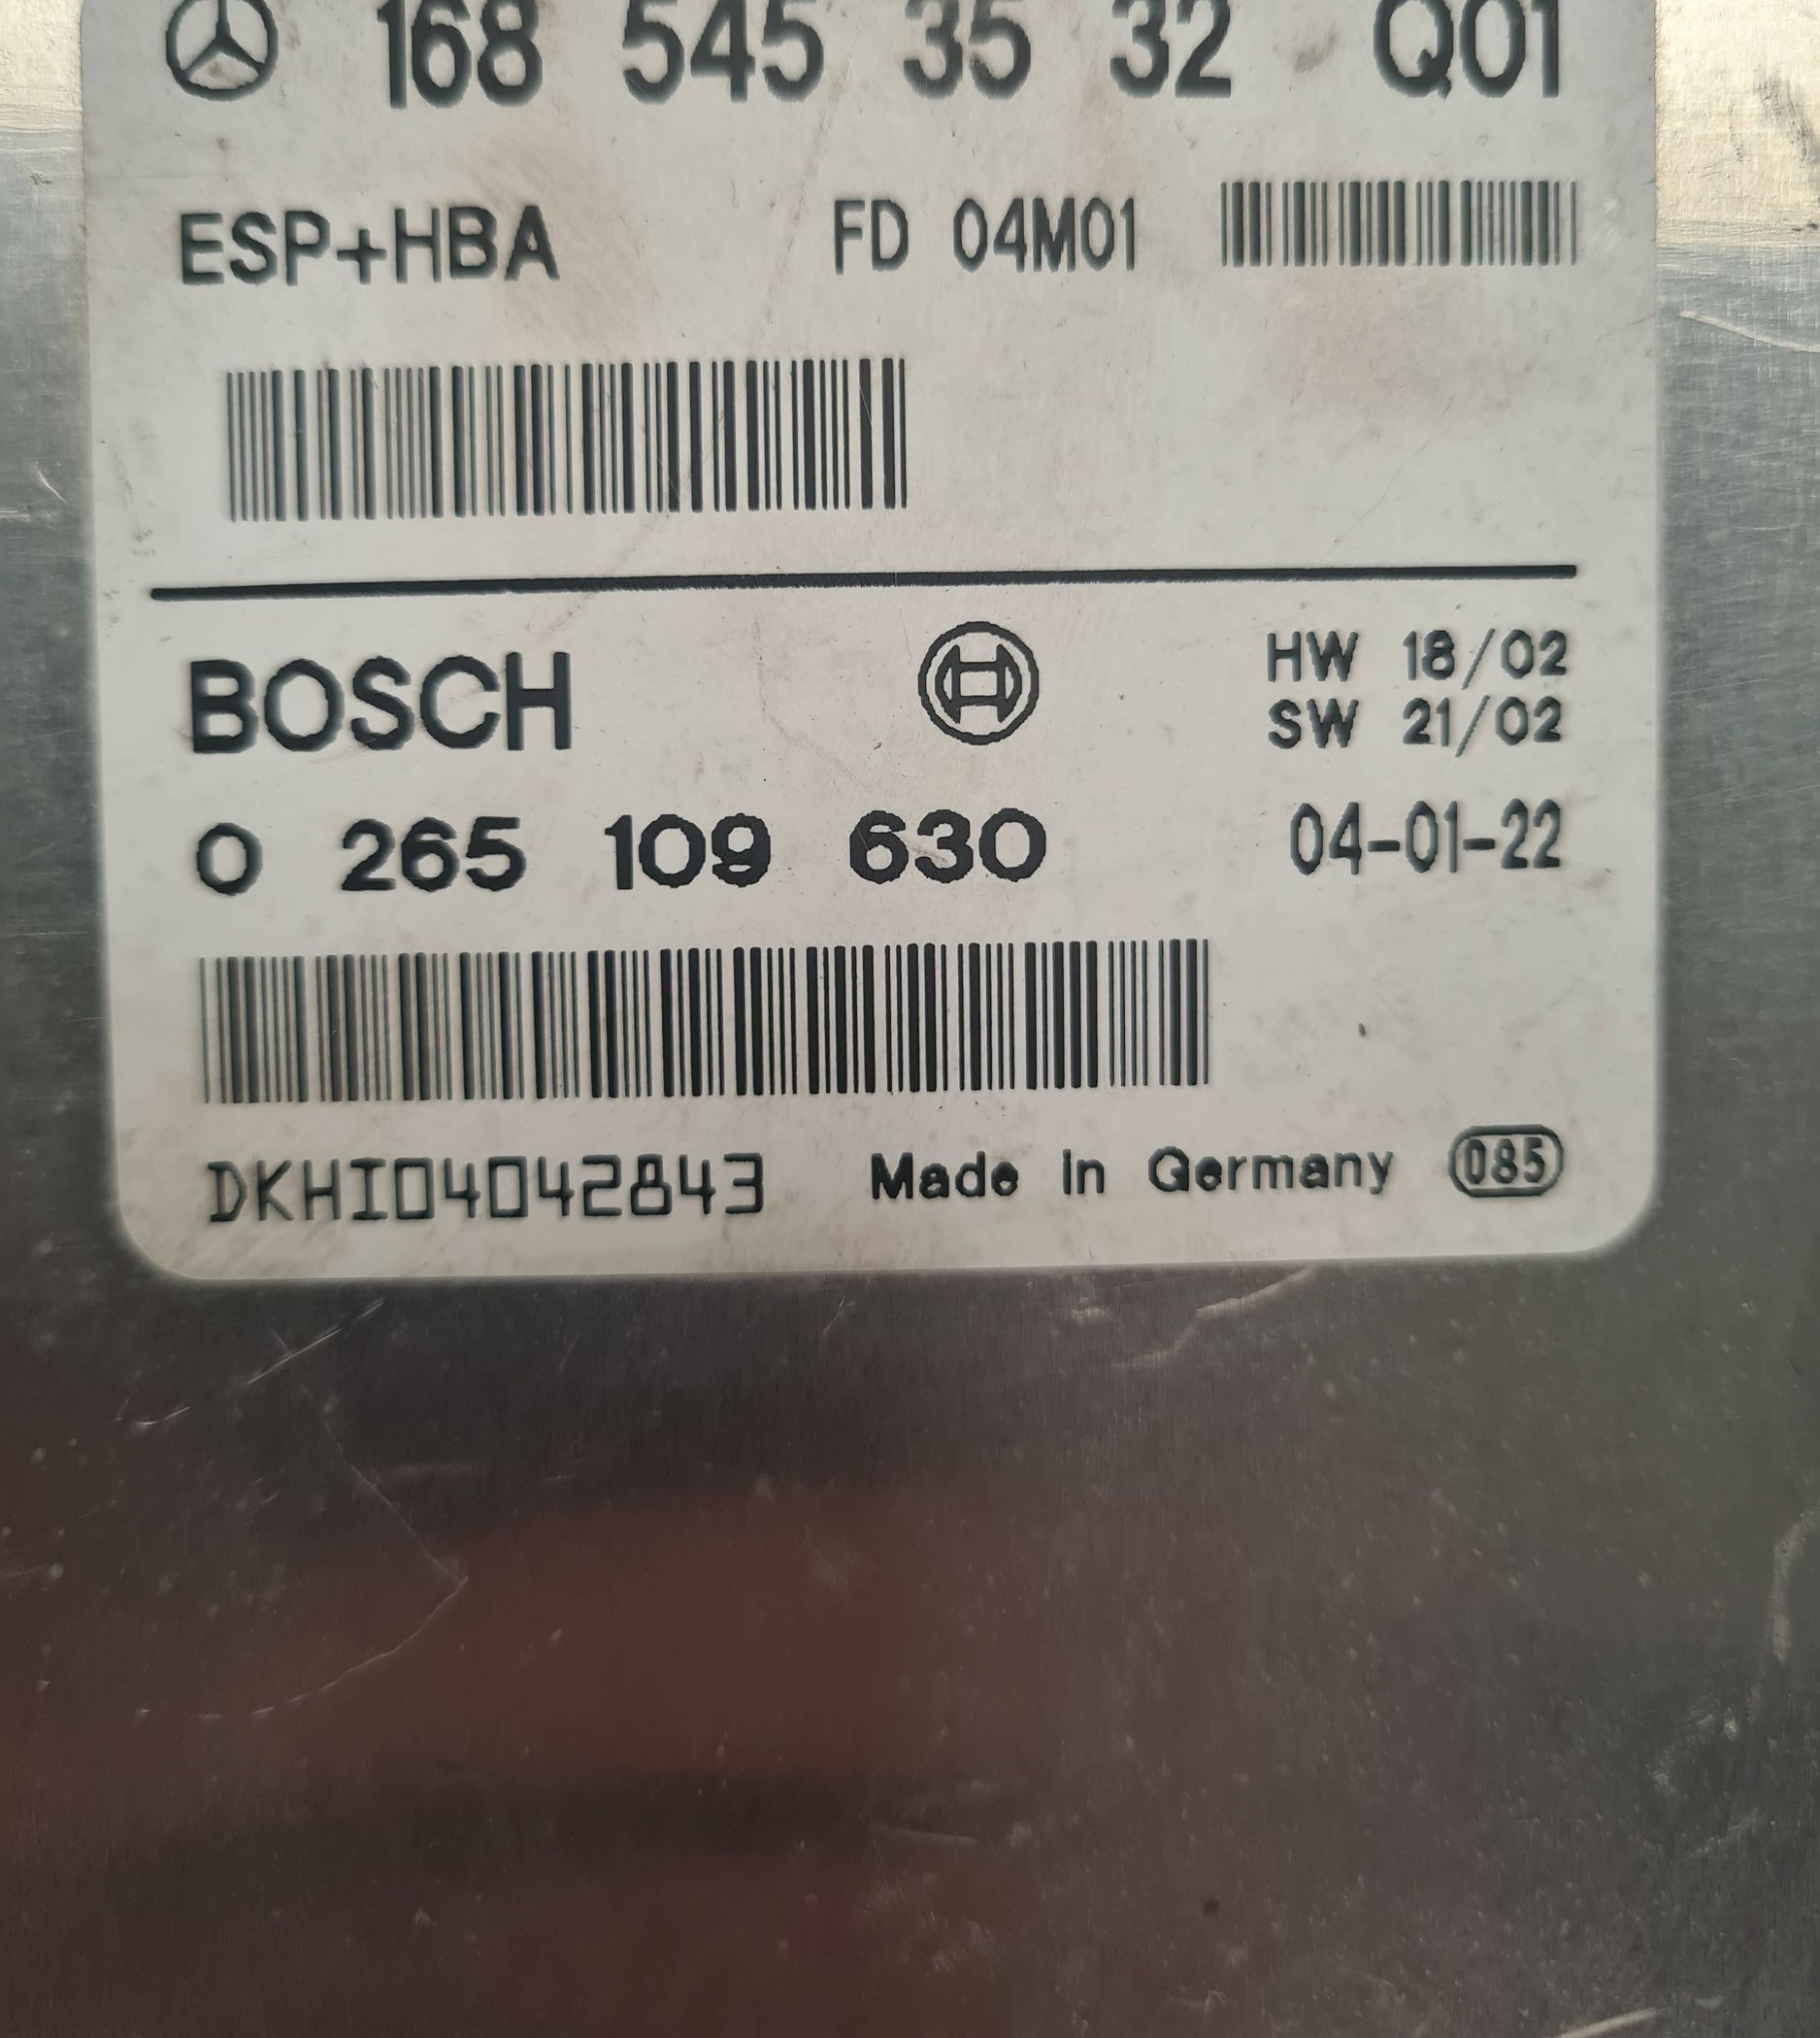 168 545 35 32 Q01
ESP+HBA FD 04M01
BOSCH HW 18/02
SW 21/02
0 265 109 630 04-01-22
DKHI04042843 Made in Germany 085